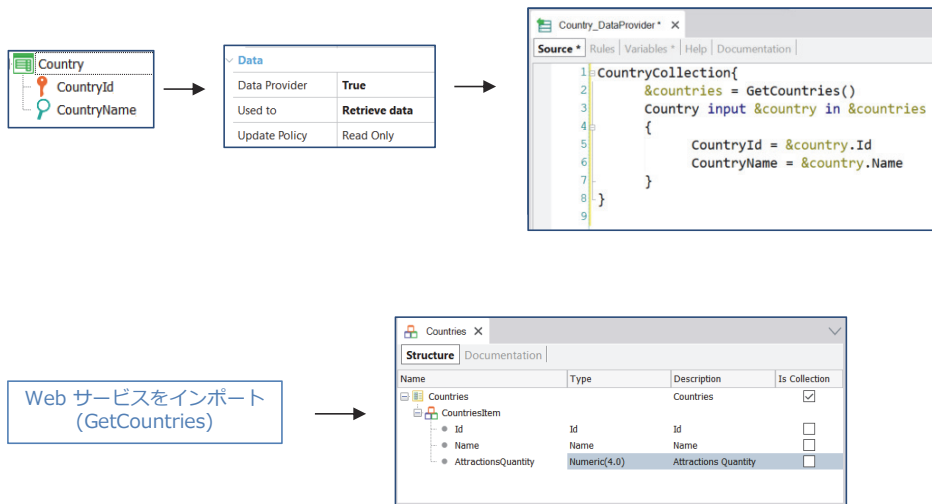 Country
CountryId
CountryName
Data
Data Provider True
Used to Retrieve data
Update Policy Read Only
Country_DataProvider * X
Source * Rules Variables * Help Documentation
1 CountryCollection{
2 &countries = GetCountries()
3 Country input &country in &countries
4 {
5 CountryId = &country.Id
6 CountryName = &country.Name
7 }
8 }
9
Web サービスをインポート
(GetCountries)
Countries X
Structure Documentation
Name Type Description Is Collection
Countries Countries
CountriesItem
Id Id Id
Name Name Name
AttractionsQuantity Numeric(4.0) Attractions Quantity